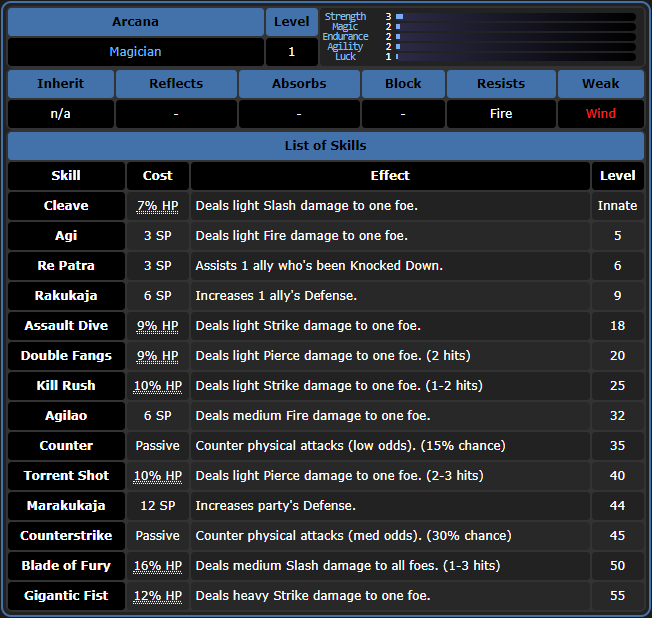 Arcana Level Strength 3
Magic 2
Endurance 2
Agility 2
Luck 1
Magician 1
Inherit Reflects Absorbs Block Resists Weak
n/a - - - Fire Wind
List of Skills
Skill Cost Effect Level
Cleave 7% HP Deals light Slash damage to one foe. Innate
Agi 3 SP Deals light Fire damage to one foe. 5
Re Patra 3 SP Assists 1 ally who's been Knocked Down. 6
Rakukaja 6 SP Increases 1 ally's Defense. 9
Assault Dive 9% HP Deals light Strike damage to one foe. 18
Double Fangs 9% HP Deals light Pierce damage to one foe. (2 hits) 20
Kill Rush 10% HP Deals light Strike damage to one foe. (1-2 hits) 25
Agilao 6 SP Deals medium Fire damage to one foe. 32
Counter Passive Counter physical attacks (low odds). (15% chance) 35
Torrent Shot 10% HP Deals light Pierce damage to one foe. (2-3 hits) 40
Marakukaja 12 SP Increases party's Defense. 44
Counterstrike Passive Counter physical attacks (med odds). (30% chance) 45
Blade of Fury 16% HP Deals medium Slash damage to all foes. (1-3 hits) 50
Gigantic Fist 12% HP Deals heavy Strike damage to one foe. 55